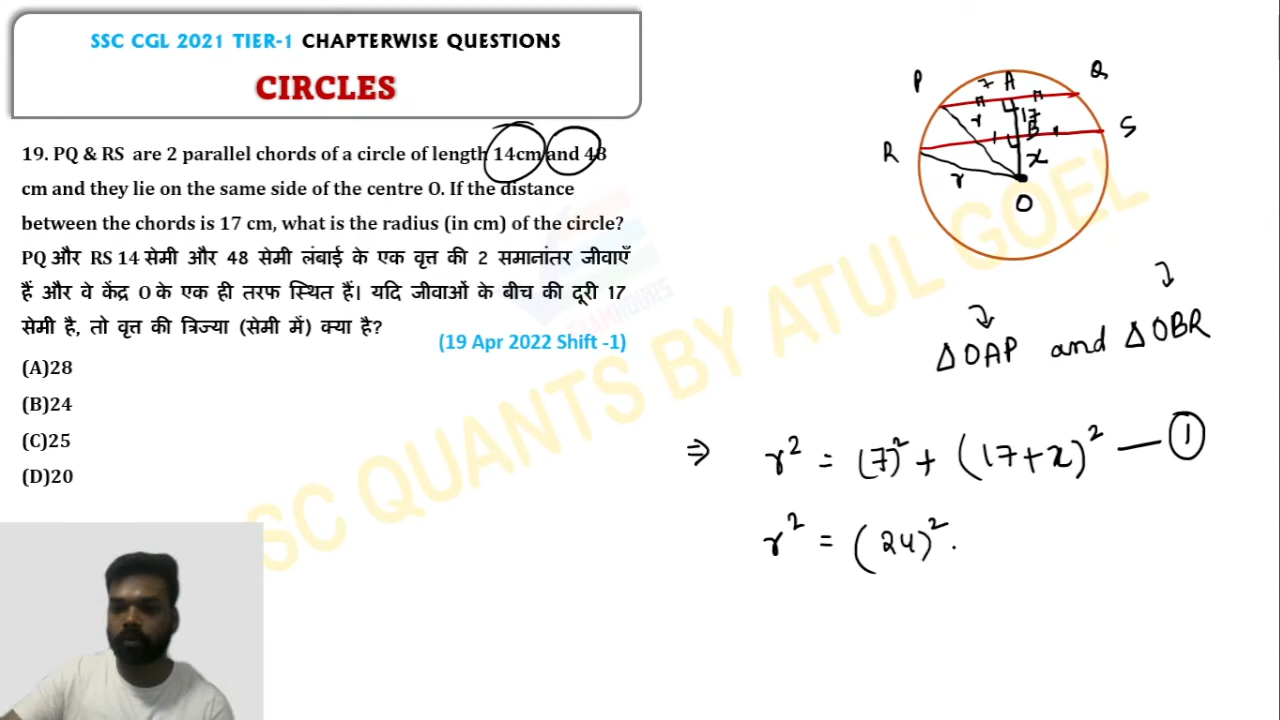 SSC CGL 2021 TIER-1 CHAPTERWISE QUESTIONS
CIRCLES
19. PQ & RS are 2 parallel chords of a circle of length 14cm and 48
cm and they lie on the same side of the centre O. If the distance
between the chords is 17 cm, what is the radius (in cm) of the circle?
PQ और RS 14 सेमी और 48 सेमी लंबाई के एक वृत्त की 2 समानांतर जीवाएँ
हैं और वे केंद्र O के एक ही तरफ स्थित हैं। यदि जीवाओं के बीच की दूरी 17
सेमी है, तो वृत्त की त्रिज्या (सेमी में) क्या है?
(19 Apr 2022 Shift -1)
(A)28
(B)24
(C)25
(D)20
P 7 A Q
r 17
B S
R x
r
O
△OAP and △OBR
⇒ r² = (7)² + (17+x)² — ①
r² = (24)²
SSC QUANTS BY ATUL GOEL